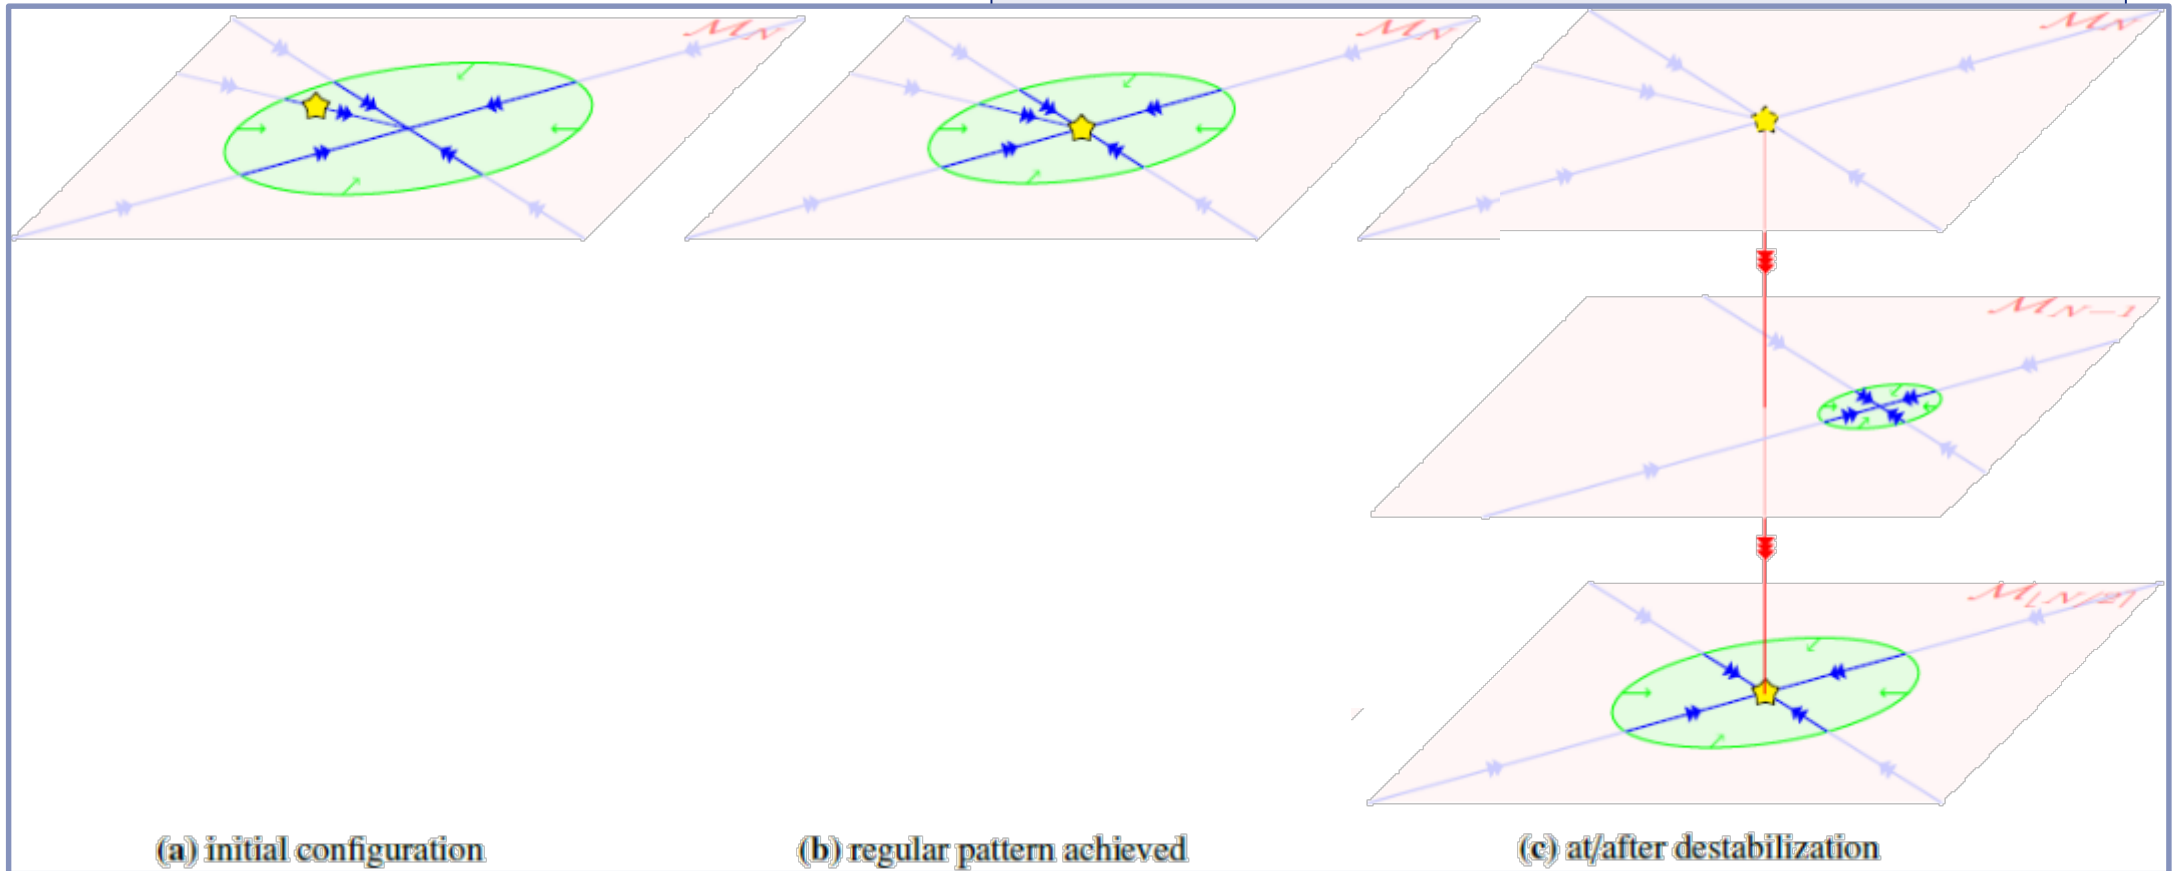 𝓜_N
𝓜_N
𝓜_N
𝓜_{N−1}
𝓜_{⌊N/2⌋}
(a) initial configuration
(b) regular pattern achieved
(c) at/after destabilization